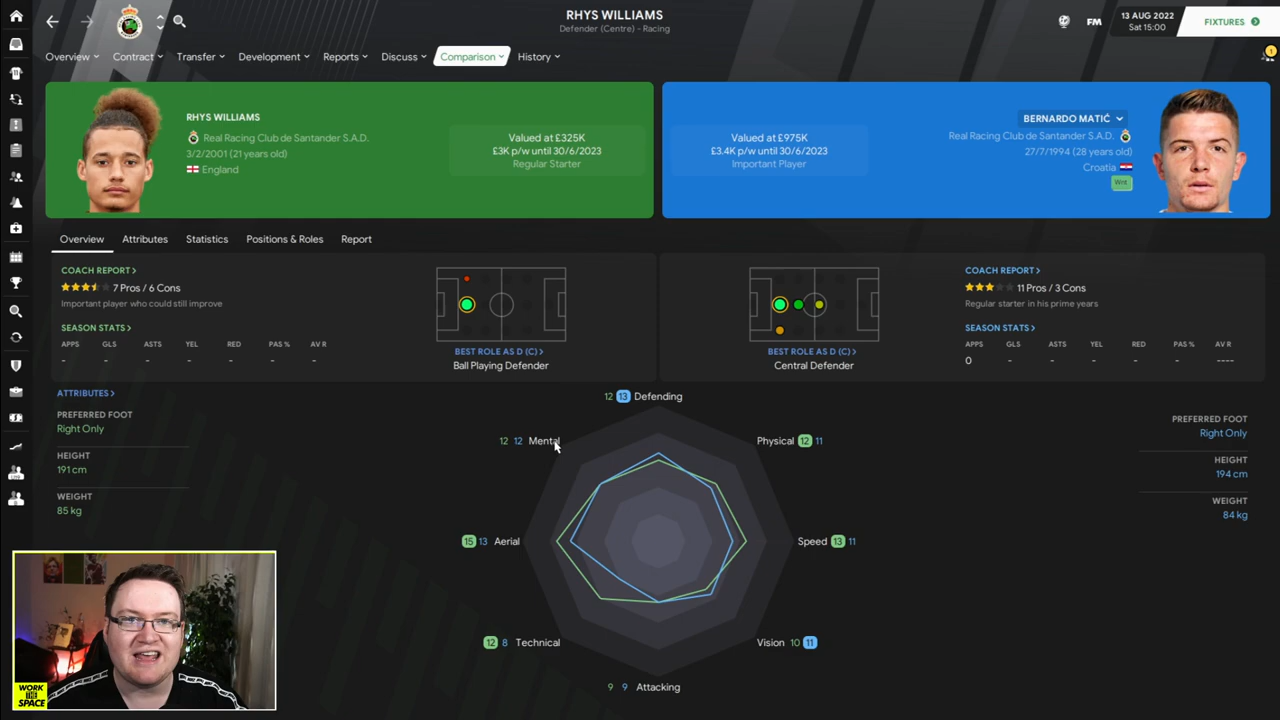 RHYS WILLIAMS
Defender (Centre) - Racing
FM
13 AUG 2022
Sat 15:00
FIXTURES
1
Overview
Contract
Transfer
Development
Reports
Discuss
Comparison
History
RHYS WILLIAMS
Real Racing Club de Santander S.A.D.
3/2/2001 (21 years old)
England
Valued at £325K
£3K p/w until 30/6/2023
Regular Starter
Valued at £975K
£3.4K p/w until 30/6/2023
Important Player
BERNARDO MATIĆ
Real Racing Club de Santander S.A.D.
27/7/1994 (28 years old)
Croatia
Wnt
Overview
Attributes
Statistics
Positions & Roles
Report
COACH REPORT >
7 Pros / 6 Cons
Important player who could still improve
SEASON STATS >
APPS GLS ASTS YEL RED PAS % AV R
- - - - - - -
BEST ROLE AS D (C) >
Ball Playing Defender
BEST ROLE AS D (C) >
Central Defender
COACH REPORT >
11 Pros / 3 Cons
Regular starter in his prime years
SEASON STATS >
APPS GLS ASTS YEL RED PAS % AV R
0 - - - - - ----
ATTRIBUTES >
PREFERRED FOOT
Right Only
HEIGHT
191 cm
WEIGHT
85 kg
12 13 Defending
12 12 Mental
Physical 12 11
15 13 Aerial
Speed 13 11
12 8 Technical
Vision 10 11
9 9 Attacking
PREFERRED FOOT
Right Only
HEIGHT
194 cm
WEIGHT
84 kg
WORK
THE
SPACE